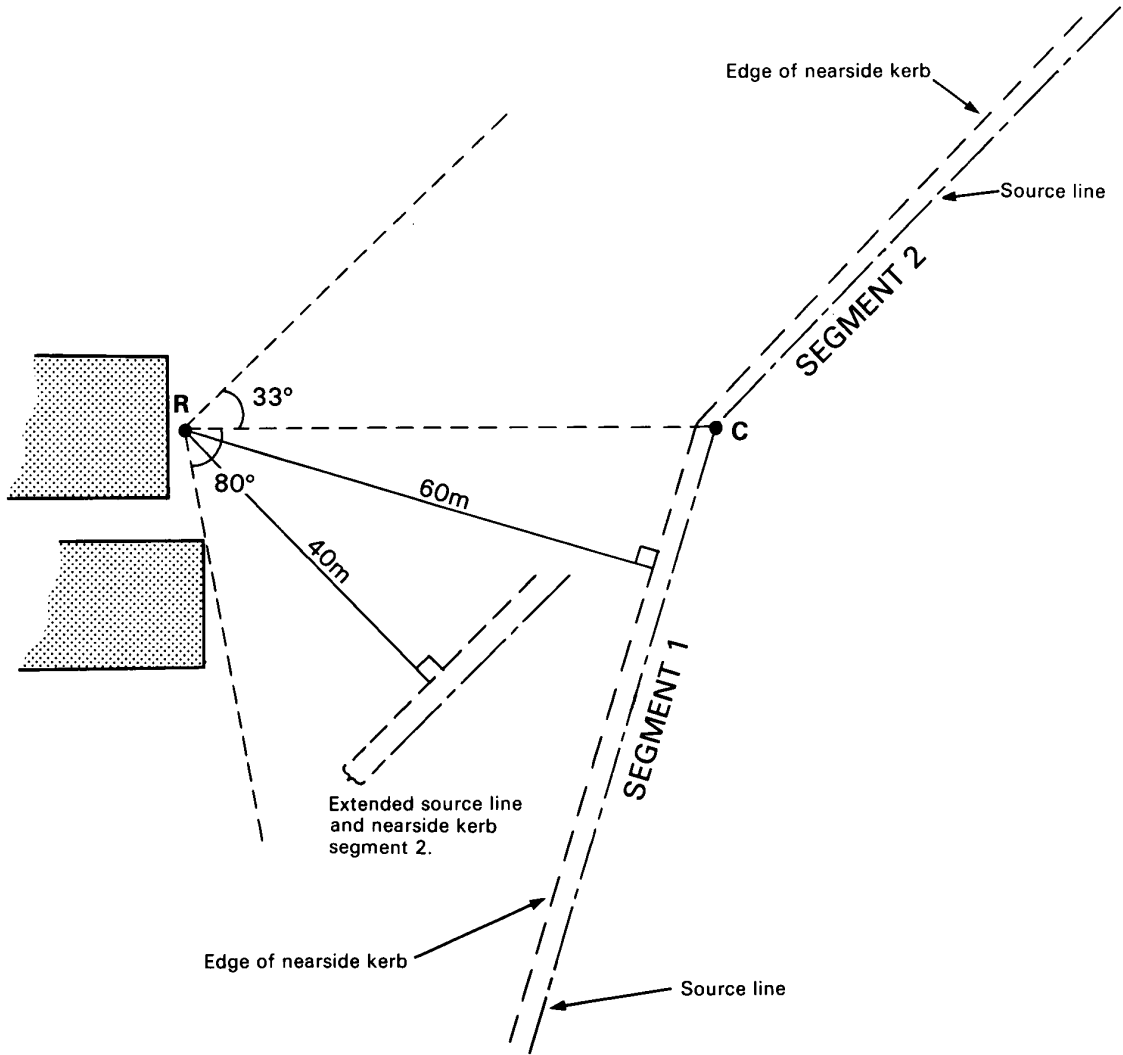 Edge of nearside kerb
Source line
SEGMENT 2
R
33°
C
80°
60m
40m
SEGMENT 1
Extended source line
and nearside kerb
segment 2.
Edge of nearside kerb
Source line